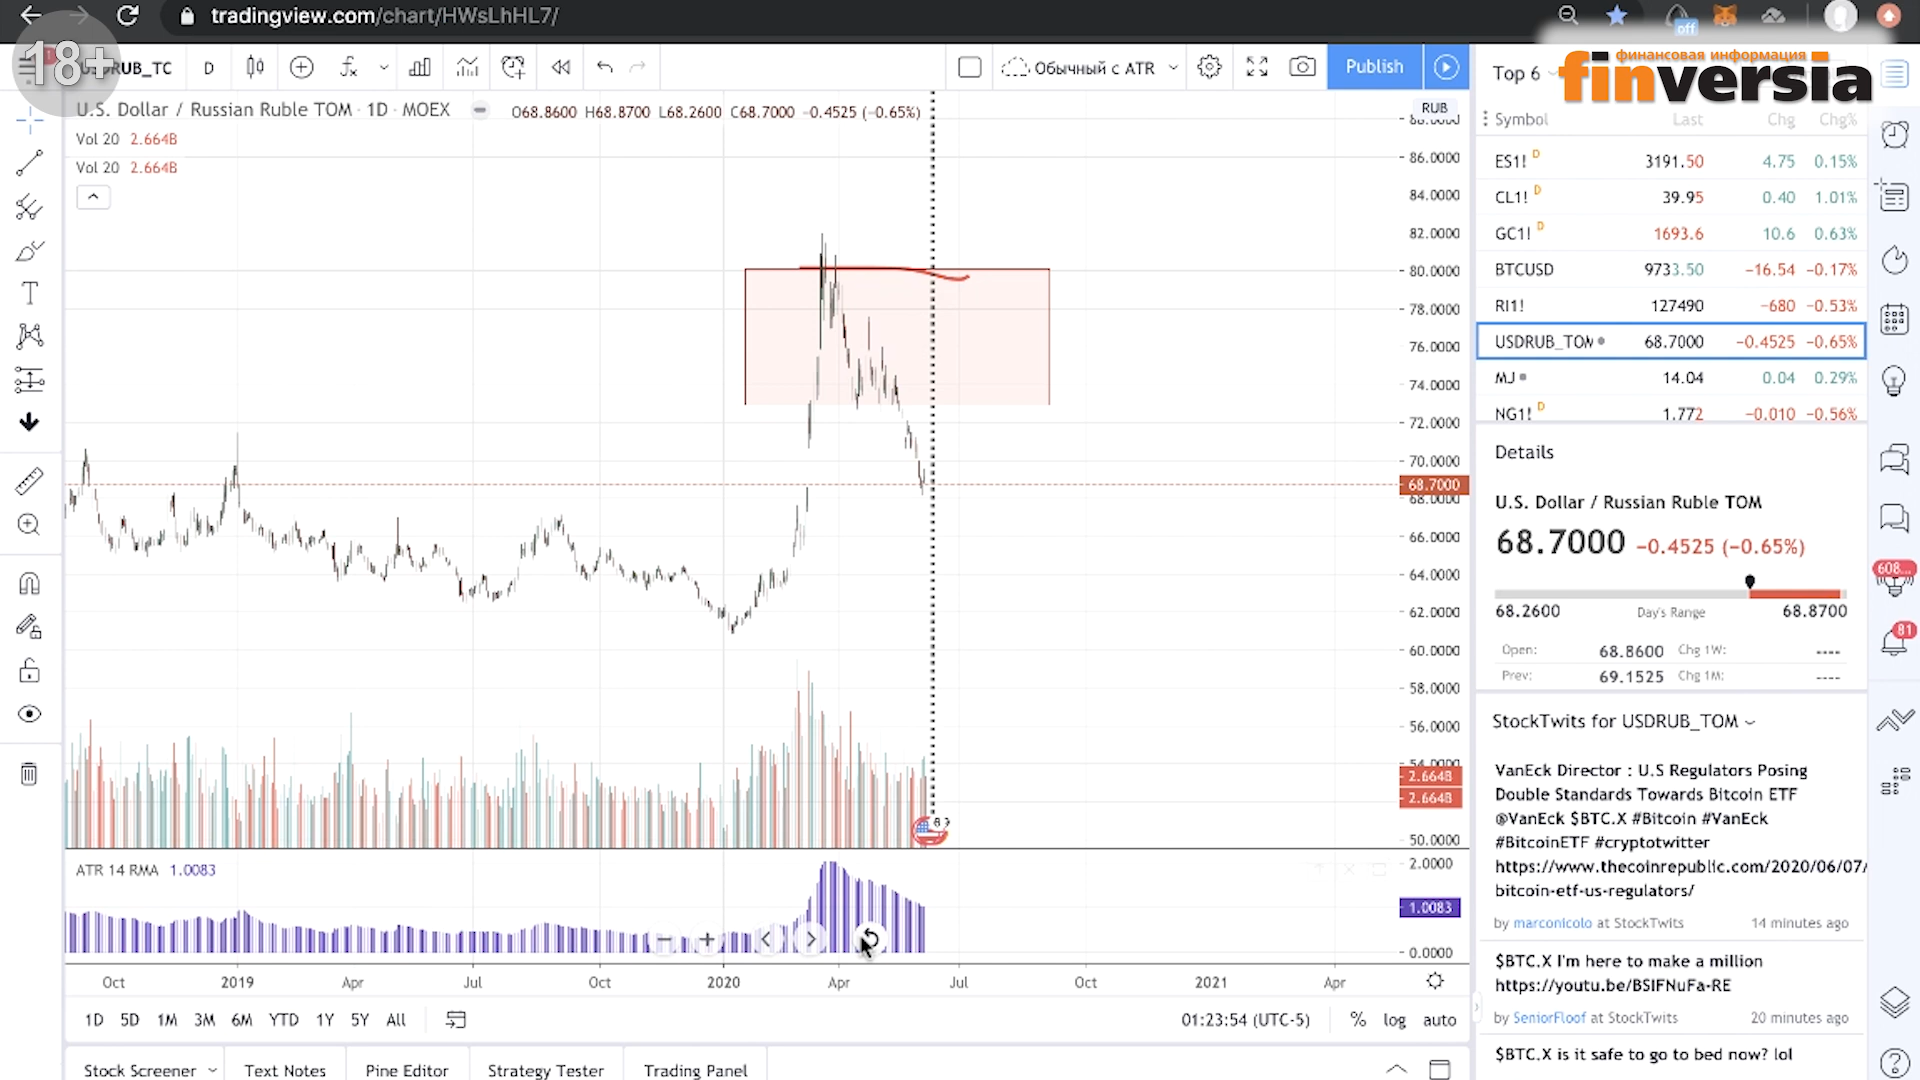 tradingview.com/chart/HWsLhHL7/
off
18+
USDRUB_TC
D
Обычный с ATR
Publish
финансовая информация
finversia
Top 6
U.S. Dollar / Russian Ruble TOM · 1D · MOEX
O68.8600 H68.8700 L68.2600 C68.7000 −0.4525 (−0.65%)
Vol 20 2.664B
Vol 20 2.664B
RUB
86.0000
84.0000
82.0000
80.0000
78.0000
76.0000
74.0000
72.0000
70.0000
68.7000
68.0000
66.0000
64.0000
62.0000
60.0000
58.0000
56.0000
54.0000
2.664B
2.664B
50.0000
ATR 14 RMA 1.0083
2.0000
1.0083
0.0000
Oct 2019 Apr Jul Oct 2020 Apr Jul Oct 2021 Apr
1D 5D 1M 3M 6M YTD 1Y 5Y All
01:23:54 (UTC-5) % log auto
Stock Screener Text Notes Pine Editor Strategy Tester Trading Panel
Symbol Last Chg Chg%
ES1! D 3191.50 4.75 0.15%
CL1! D 39.95 0.40 1.01%
GC1! D 1693.6 10.6 0.63%
BTCUSD 9733.50 −16.54 −0.17%
RI1! 127490 −680 −0.53%
USDRUB_TOM 68.7000 −0.4525 −0.65%
MJ 14.04 0.04 0.29%
NG1! D 1.772 −0.010 −0.56%
Details
U.S. Dollar / Russian Ruble TOM
68.7000 −0.4525 (−0.65%)
68.2600 Day's Range 68.8700
Open: 68.8600 Chg 1W: ----
Prev: 69.1525 Chg 1M: ----
StockTwits for USDRUB_TOM
VanEck Director : U.S Regulators Posing
Double Standards Towards Bitcoin ETF
@VanEck $BTC.X #Bitcoin #VanEck
#BitcoinETF #cryptotwitter
https://www.thecoinrepublic.com/2020/06/07/
bitcoin-etf-us-regulators/
by marconicolo at StockTwits 14 minutes ago
$BTC.X I'm here to make a million
https://youtu.be/BSIFNuFa-RE
by SeniorFloof at StockTwits 20 minutes ago
$BTC.X is it safe to go to bed now? lol
608...
81